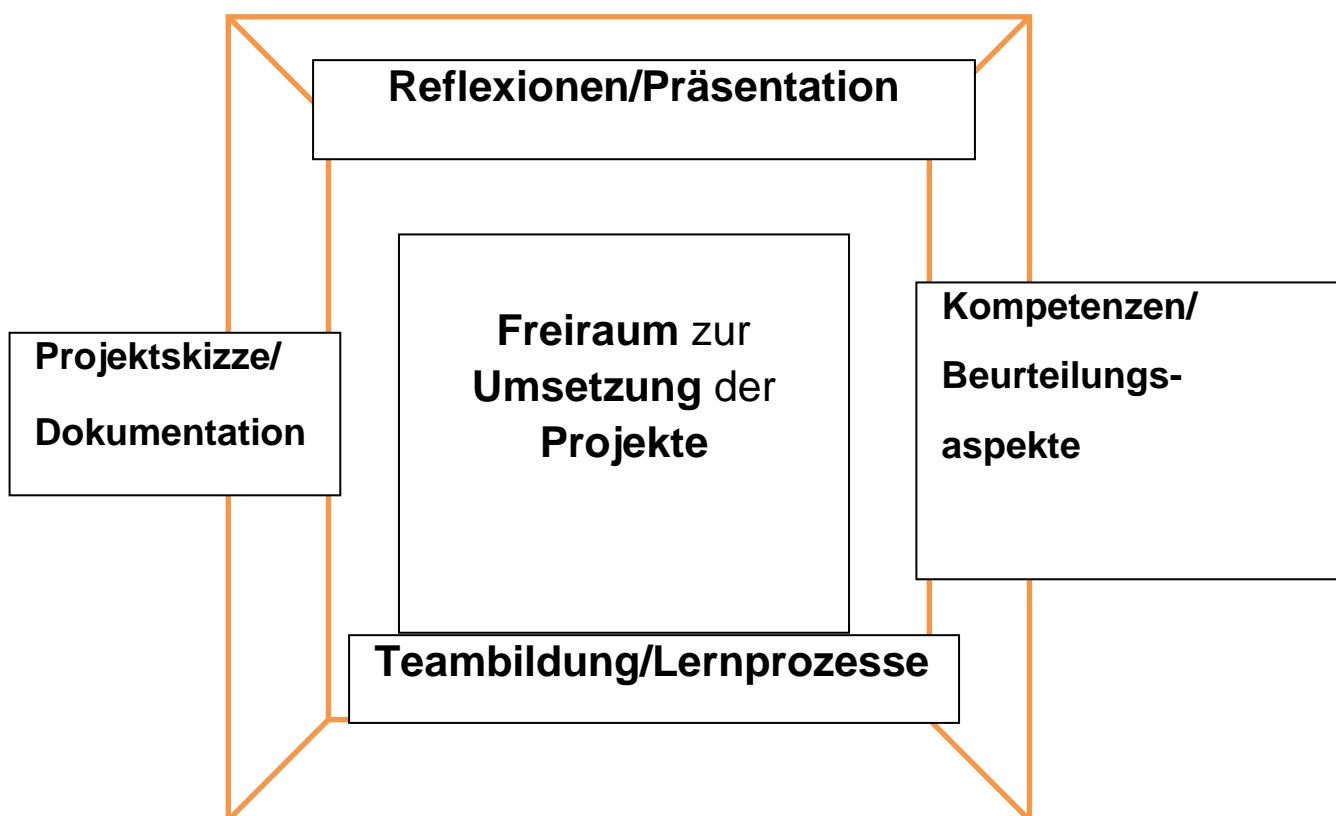 Reflexionen/Präsentation
Projektskizze/
Dokumentation
Freiraum zur
Umsetzung der
Projekte
Kompetenzen/
Beurteilungs-
aspekte
Teambildung/Lernprozesse